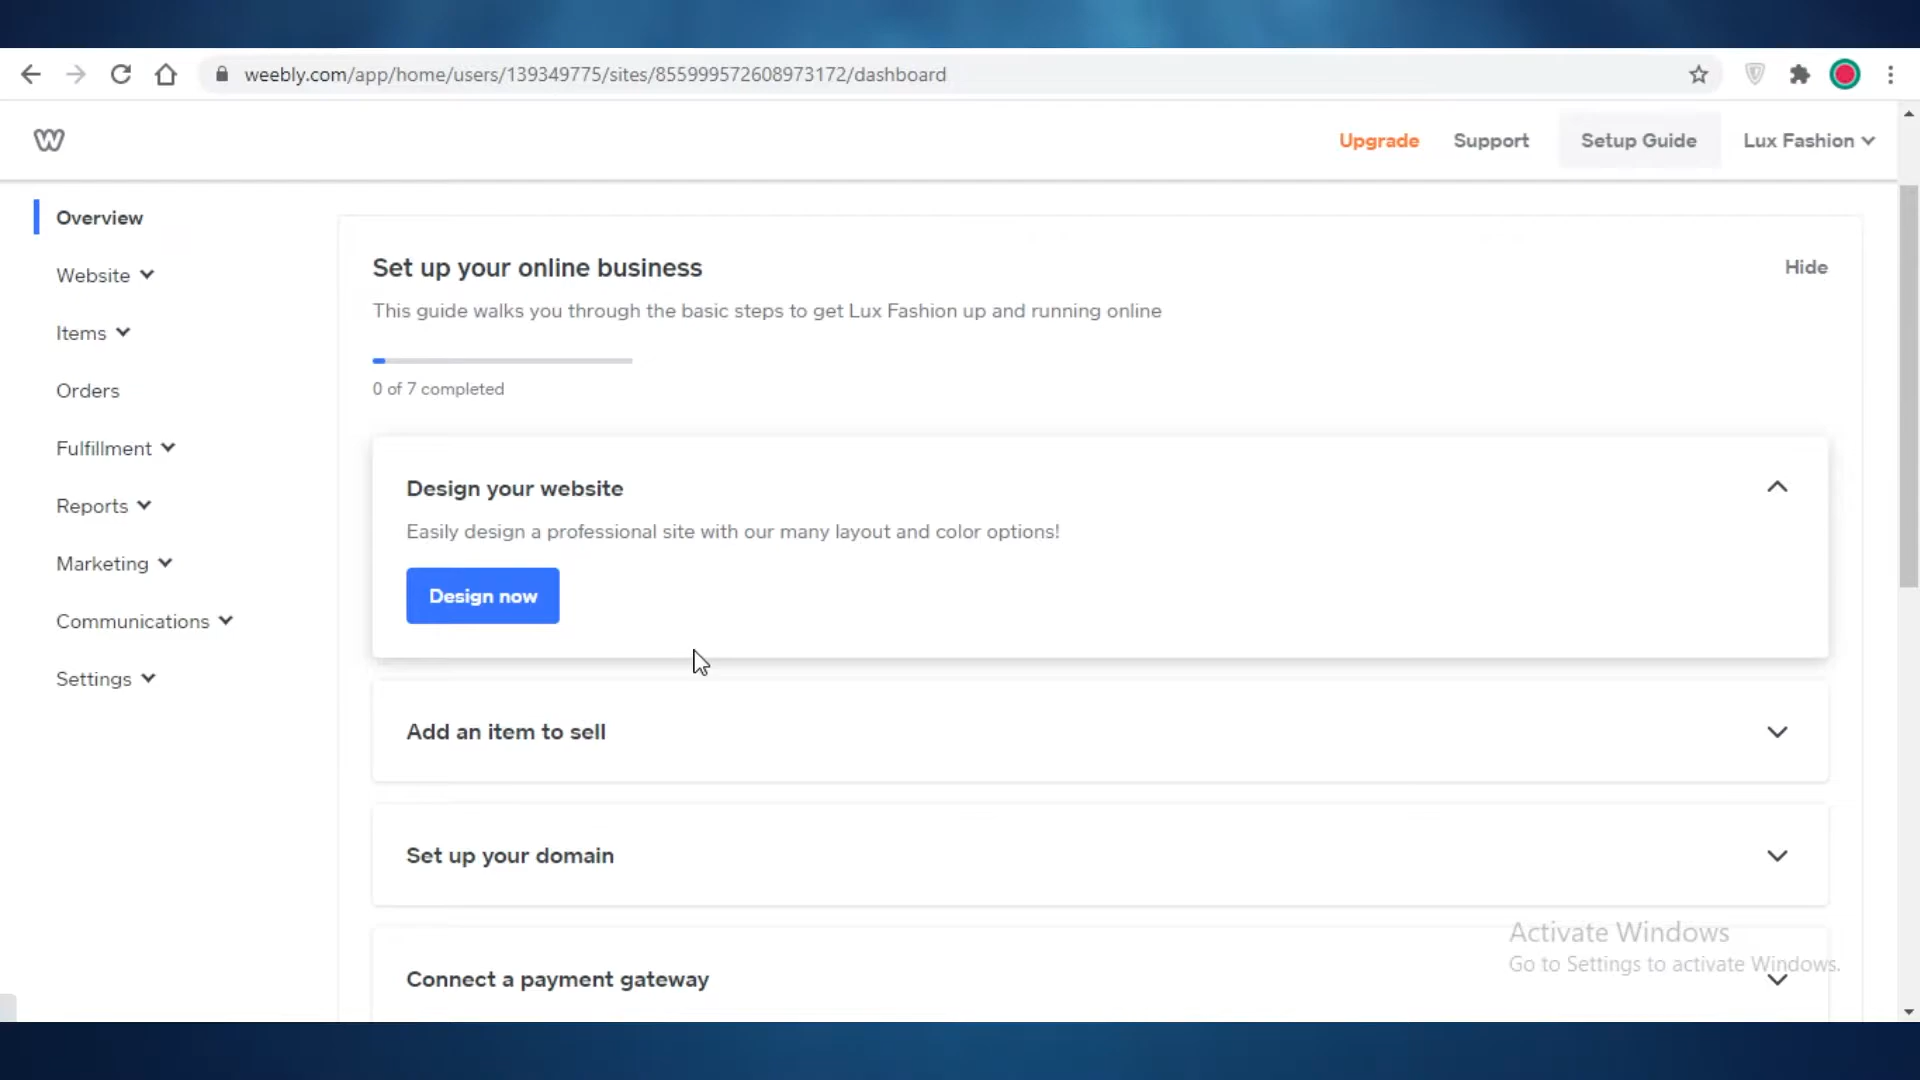 weebly.com/app/home/users/139349775/sites/855999572608973172/dashboard
Upgrade
Support
Setup Guide
Lux Fashion
Overview
Website
Items
Orders
Fulfillment
Reports
Marketing
Communications
Settings
Set up your online business
Hide
This guide walks you through the basic steps to get Lux Fashion up and running online
0 of 7 completed
Design your website
Easily design a professional site with our many layout and color options!
Design now
Add an item to sell
Set up your domain
Connect a payment gateway
Activate Windows
Go to Settings to activate Windows.